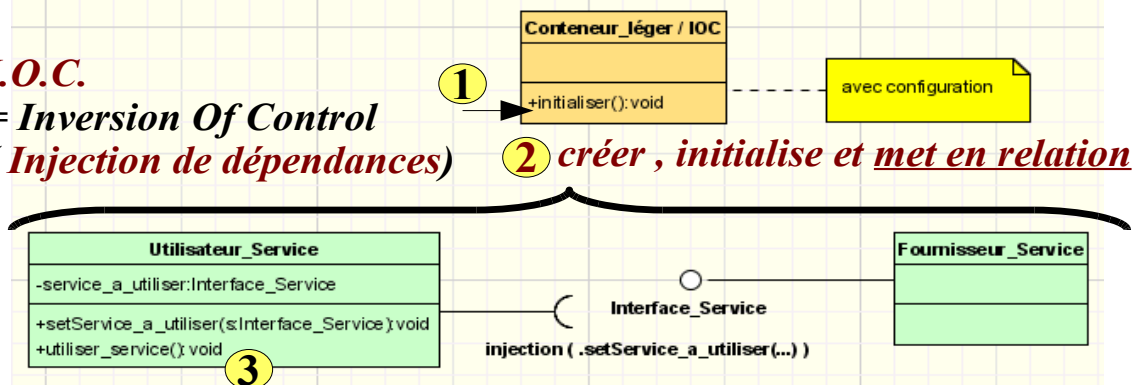 Conteneur_léger / IOC
.O.C.
= Inversion Of Control
Injection de dépendances)
1
+initialiser():void
avec configuration
2 créer , initialise et met en relation
Utilisateur_Service
-service_a_utiliser:Interface_Service
+setService_a_utiliser(s:Interface_Service):void
+utiliser_service():void
3
Interface_Service
injection ( .setService_a_utiliser(...) )
Fournisseur_Service